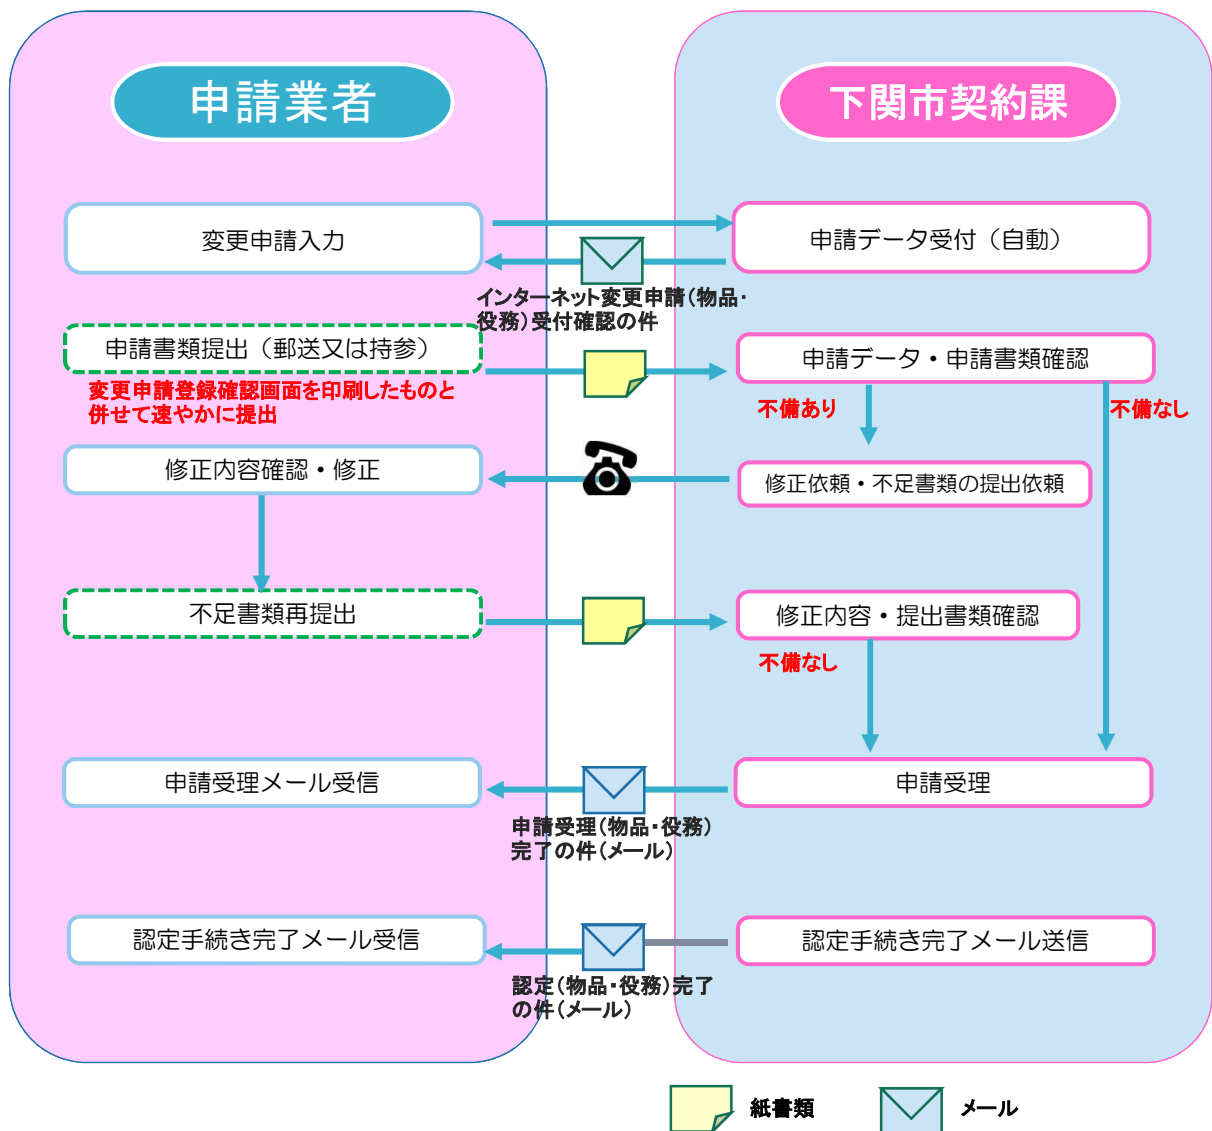 申請業者
下関市契約課
変更申請入力
申請データ受付（自動）
インターネット変更申請（物品・
役務）受付確認の件
申請書類提出（郵送又は持参）
変更申請登録確認画面を印刷したものと
併せて速やかに提出
申請データ・申請書類確認
不備あり
不備なし
修正内容確認・修正
修正依頼・不足書類の提出依頼
不足書類再提出
修正内容・提出書類確認
不備なし
申請受理メール受信
申請受理
申請受理（物品・役務）
完了の件（メール）
認定手続き完了メール受信
認定手続き完了メール送信
認定（物品・役務）完了
の件（メール）
紙書類
メール